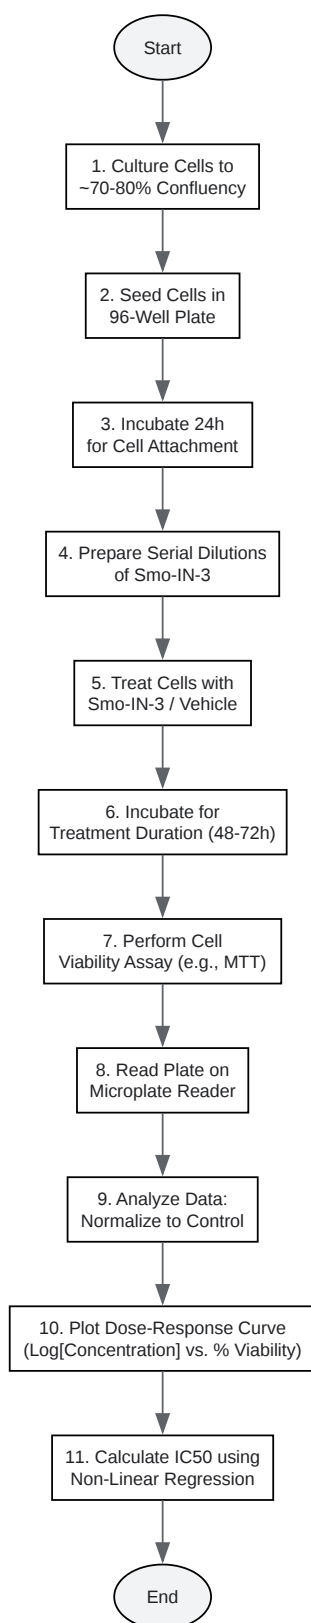 Start
1. Culture Cells to
~70-80% Confluency
2. Seed Cells in
96-Well Plate
3. Incubate 24h
for Cell Attachment
4. Prepare Serial Dilutions
of Smo-IN-3
5. Treat Cells with
Smo-IN-3 / Vehicle
6. Incubate for
Treatment Duration (48-72h)
7. Perform Cell
Viability Assay (e.g., MTT)
8. Read Plate on
Microplate Reader
9. Analyze Data:
Normalize to Control
10. Plot Dose-Response Curve
(Log[Concentration] vs. % Viability)
11. Calculate IC50 using
Non-Linear Regression
End